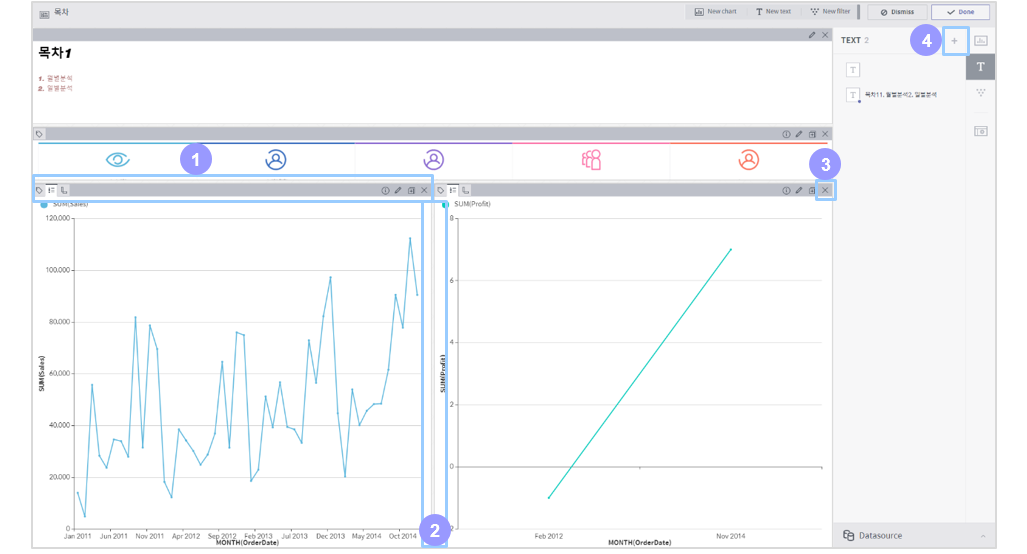 목차
New chart
New text
New filter
Dismiss
Done
4
TEXT 2
T
목차1
1. 월별분석
2. 일별분석
T
T 목차11. 월별분석2. 일별분석
1
3
SUM(Sales)
120,000
100,000
80,000
60,000
40,000
20,000
0
SUM(Sales)
Jan 2011 Jun 2011 Nov 2011 Apr 2012 Sep 2012 Feb 2013 Jul 2013 Dec 2013 May 2014 Oct 2014
MONTH(OrderDate)
2
SUM(Profit)
8
6
4
2
0
SUM(Profit)
Feb 2012 Nov 2014
MONTH(OrderDate)
Datasource